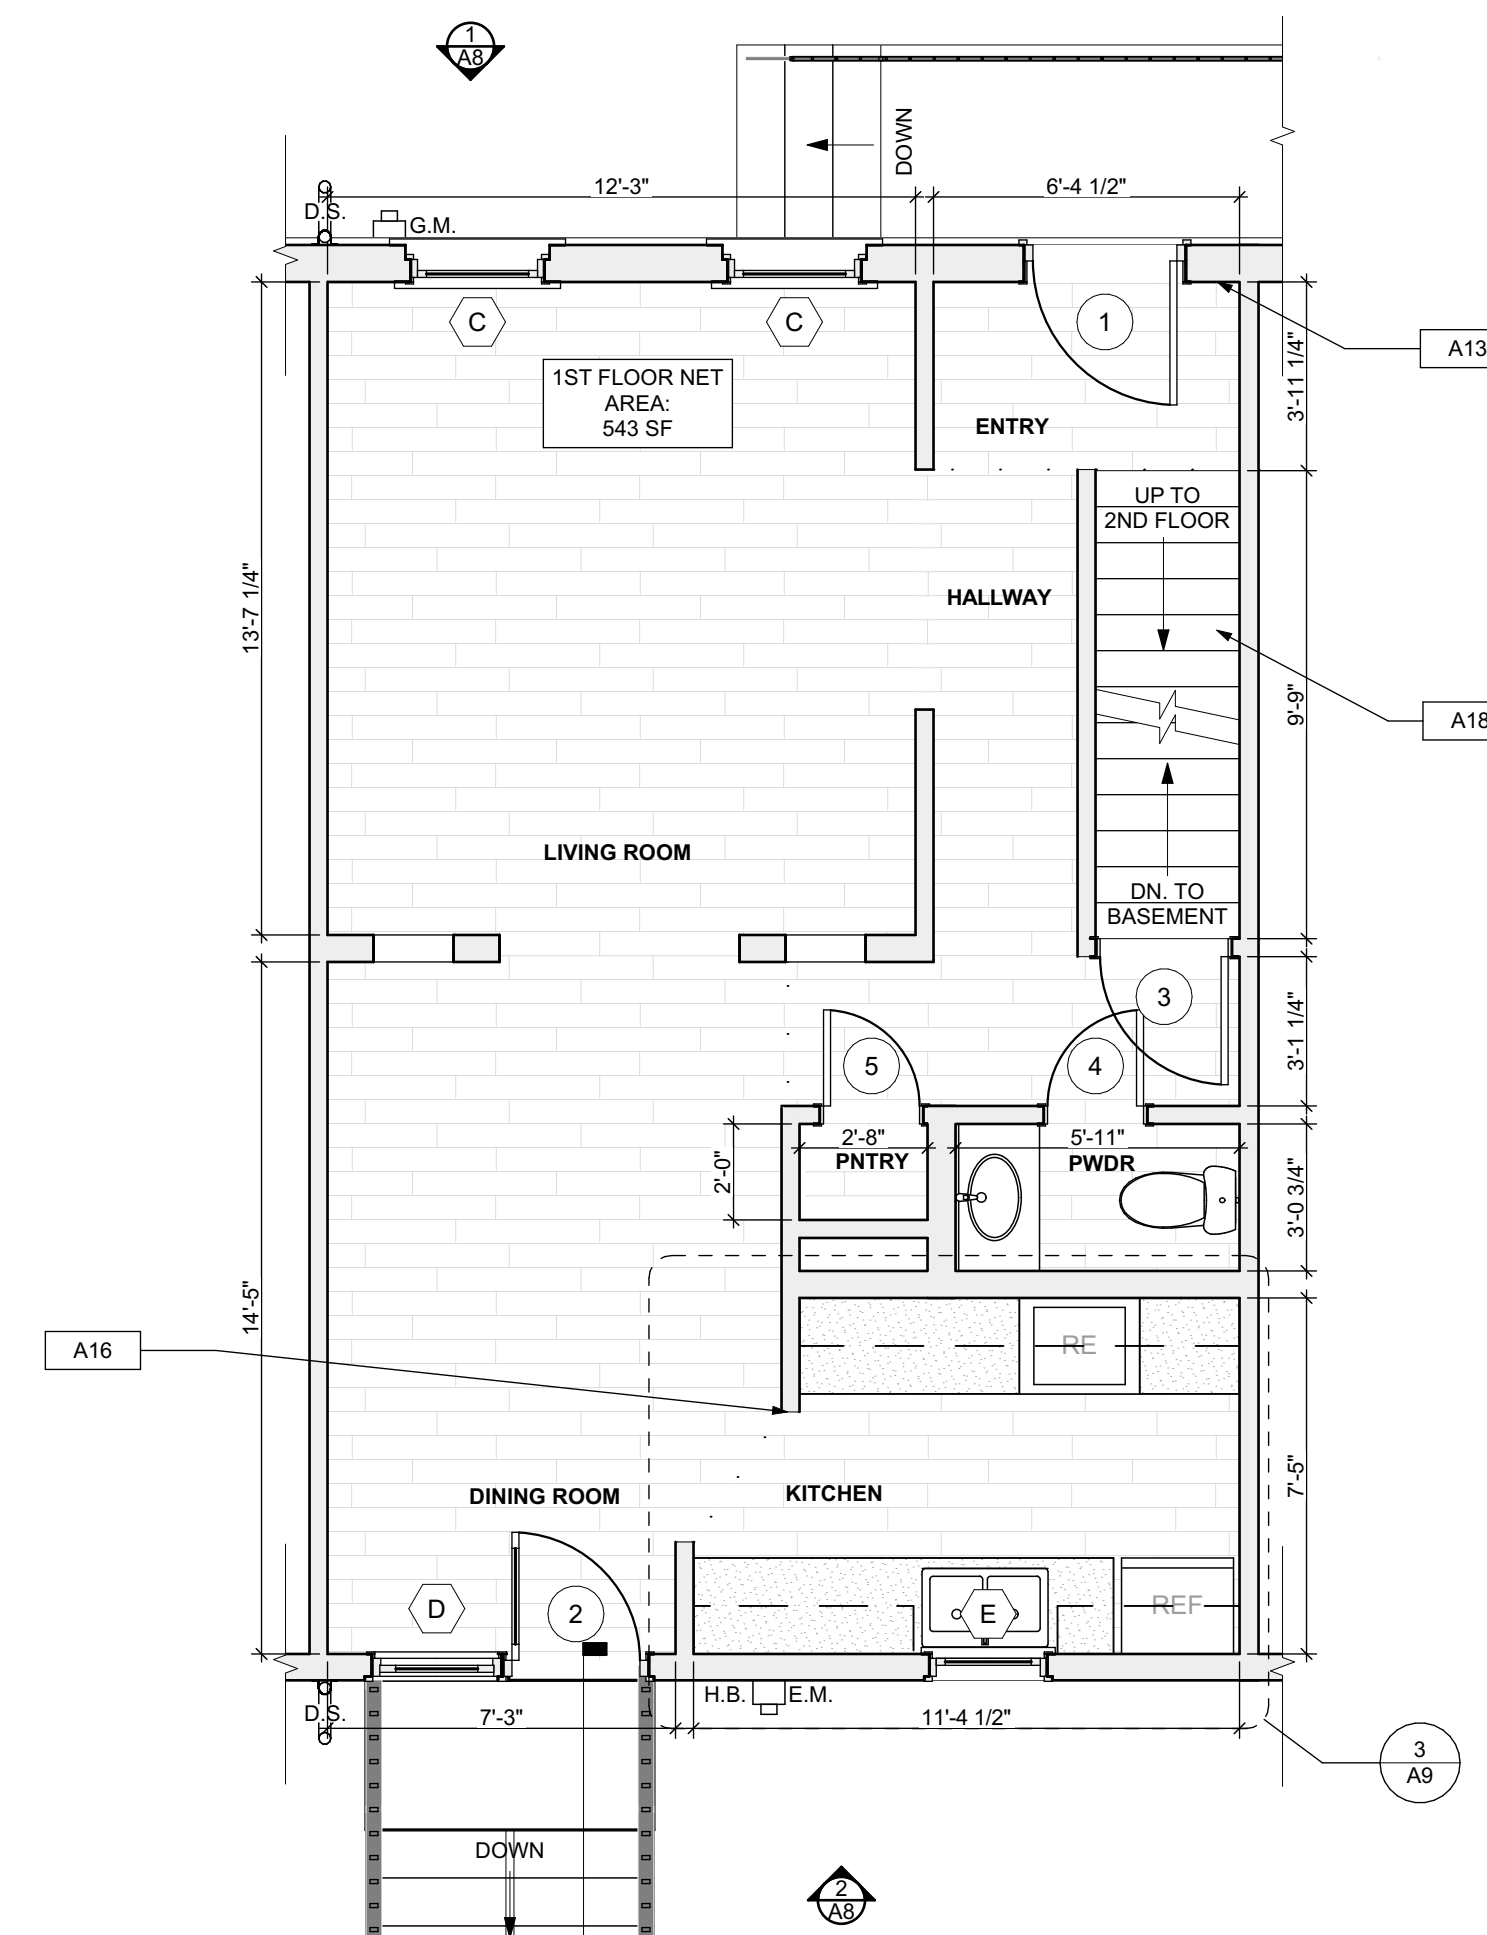 1
A8
DOWN
12'-3"
6'-4 1/2"
D.S.
G.M.
C
C
1
A13
3'-11 1/4"
1ST FLOOR NET
AREA:
543 SF
ENTRY
UP TO
2ND FLOOR
HALLWAY
13'-7 1/4"
9'-9"
A18
LIVING ROOM
DN. TO
BASEMENT
3
3'-1 1/4"
5
4
2'-8"
5'-11"
PNTRY
PWDR
2'-0"
3'-0 3/4"
14'-5"
A16
RE
7'-5"
DINING ROOM
KITCHEN
D
2
E
REF
H.B.
E.M.
D.S.
7'-3"
11'-4 1/2"
3
A9
DOWN
2
A8